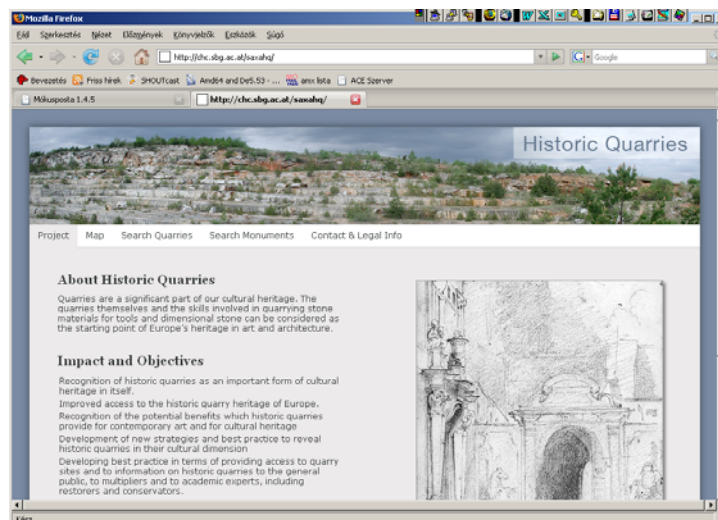 Mozilla Firefox
Fájl Szerkesztés Nézet Előzmények Könyvjelzők Eszközök Súgó
http://chc.sbg.ac.at/saxahq/
Google
Bevezetés Friss hírek SHOUTcast Amd64 and De5.53 - ... amx lista ACE Szerver
Mókusposta 1.4.5 http://chc.sbg.ac.at/saxahq/
Historic Quarries
Project Map Search Quarries Search Monuments Contact & Legal Info
About Historic Quarries
Quarries are a significant part of our cultural heritage. The
quarries themselves and the skills involved in quarrying stone
materials for tools and dimensional stone can be considered as
the starting point of Europe's heritage in art and architecture.
Impact and Objectives
Recognition of historic quarries as an important form of cultural
heritage in itself.
Improved access to the historic quarry heritage of Europe.
Recognition of the potential benefits which historic quarries
provide for contemporary art and for cultural heritage
Development of new strategies and best practice to reveal
historic quarries in their cultural dimension
Developing best practice in terms of providing access to quarry
sites and to information on historic quarries to the general
public, to multipliers and to academic experts, including
restorers and conservators.
Kész